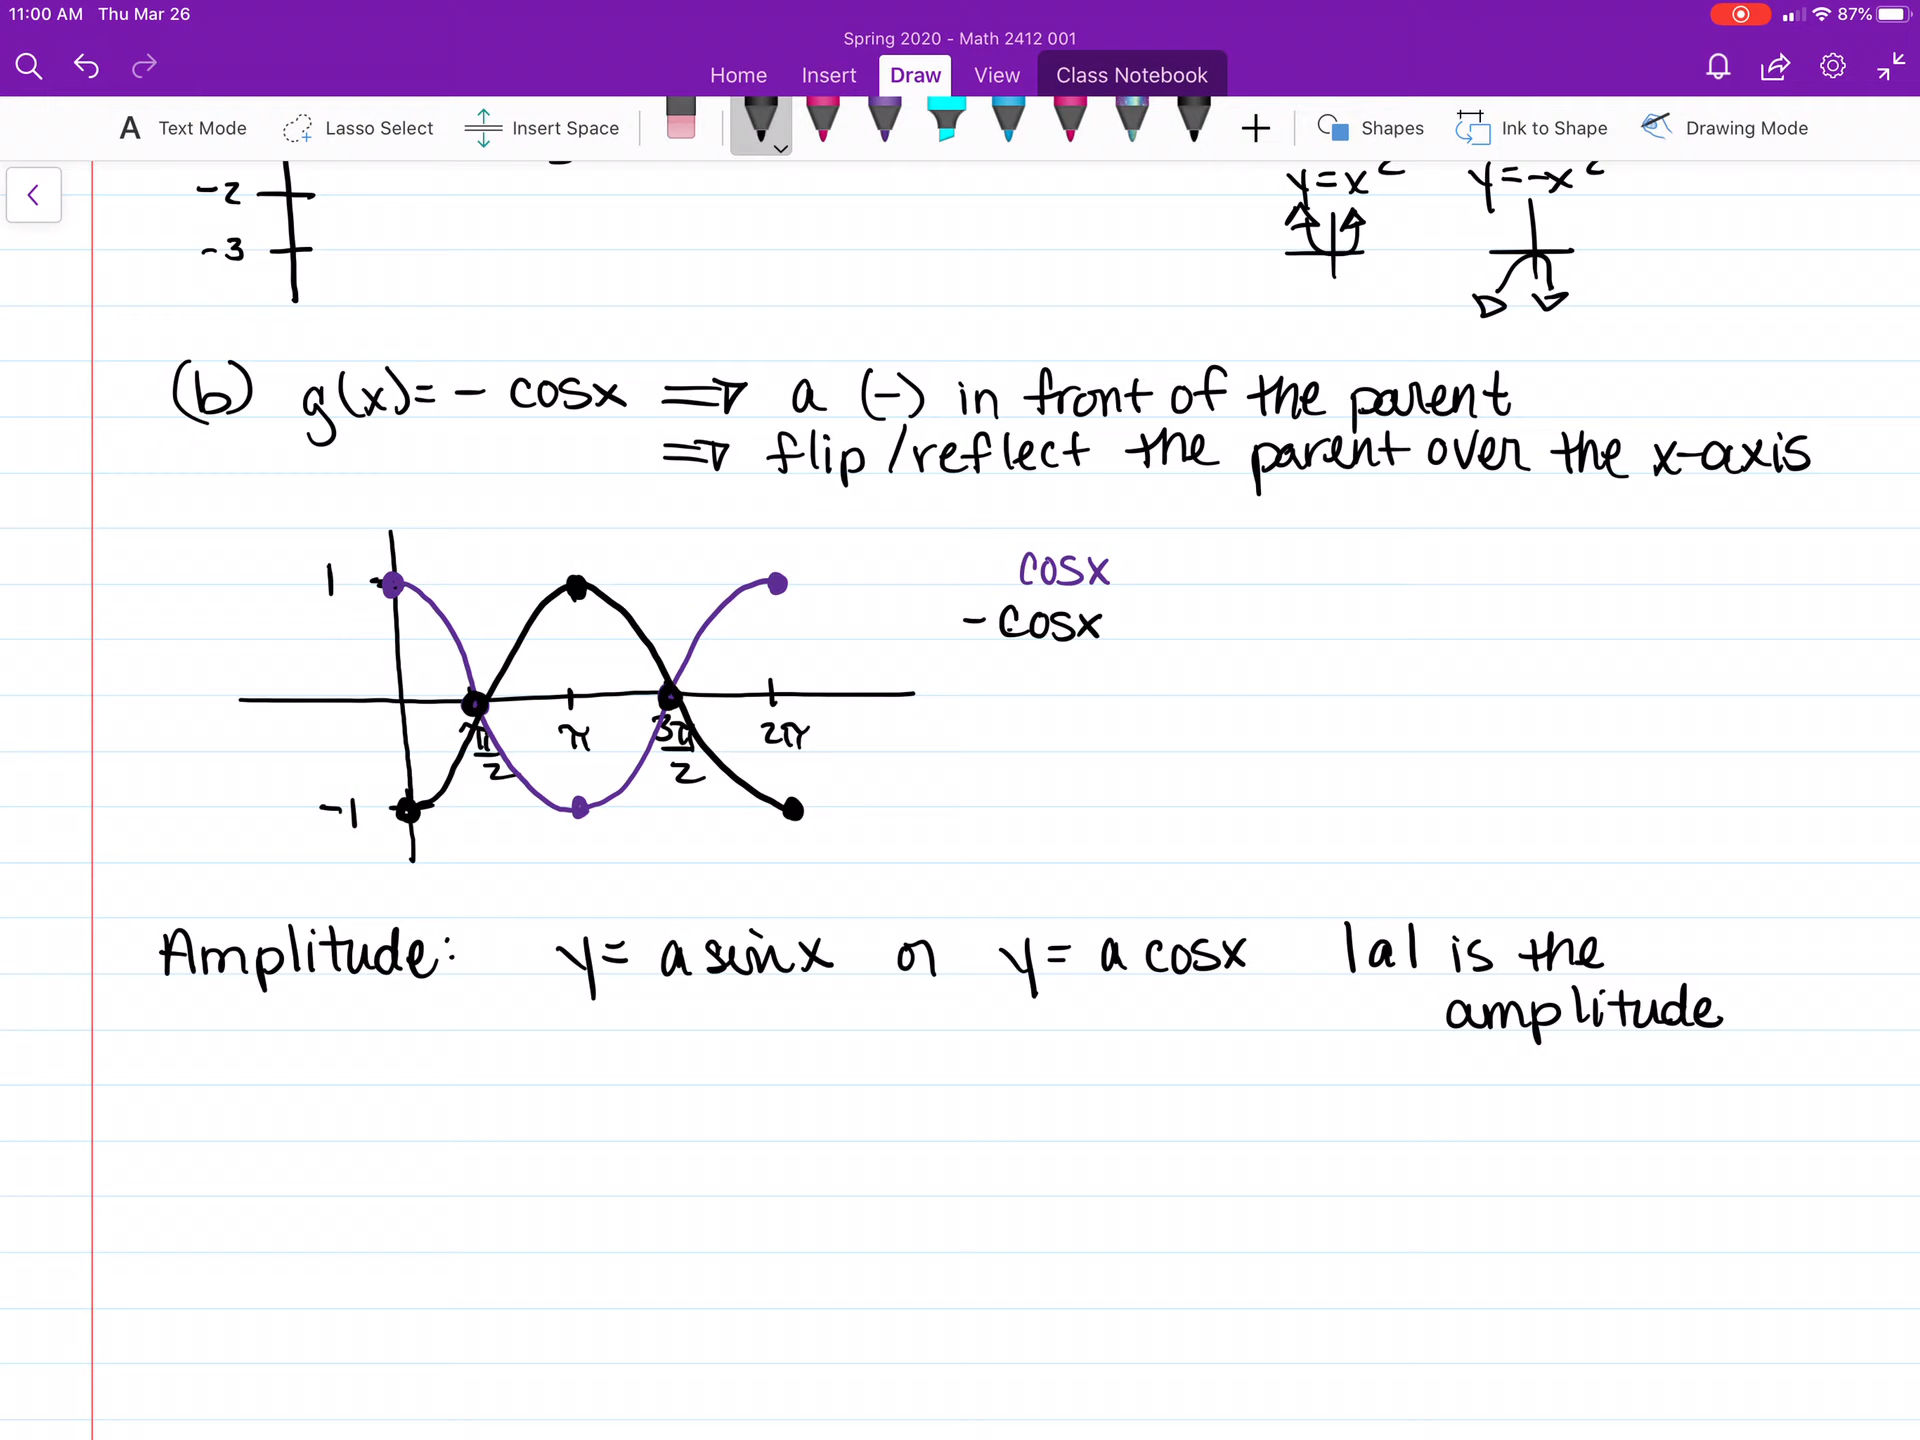 11:00 AM Thu Mar 26
87%
Spring 2020 - Math 2412 001
Home Insert Draw View Class Notebook
A Text Mode Lasso Select Insert Space Shapes Ink to Shape Drawing Mode
y=x² y=-x²
-2
-3
(b) g(x)= - cosx ⇒ a (-) in front of the parent
⇒ flip/reflect the parent over the x-axis
1
cosx
- cosx
π/2 π 3π/2 2π
-1
Amplitude: y= a sin x or y= a cosx |a| is the
amplitude